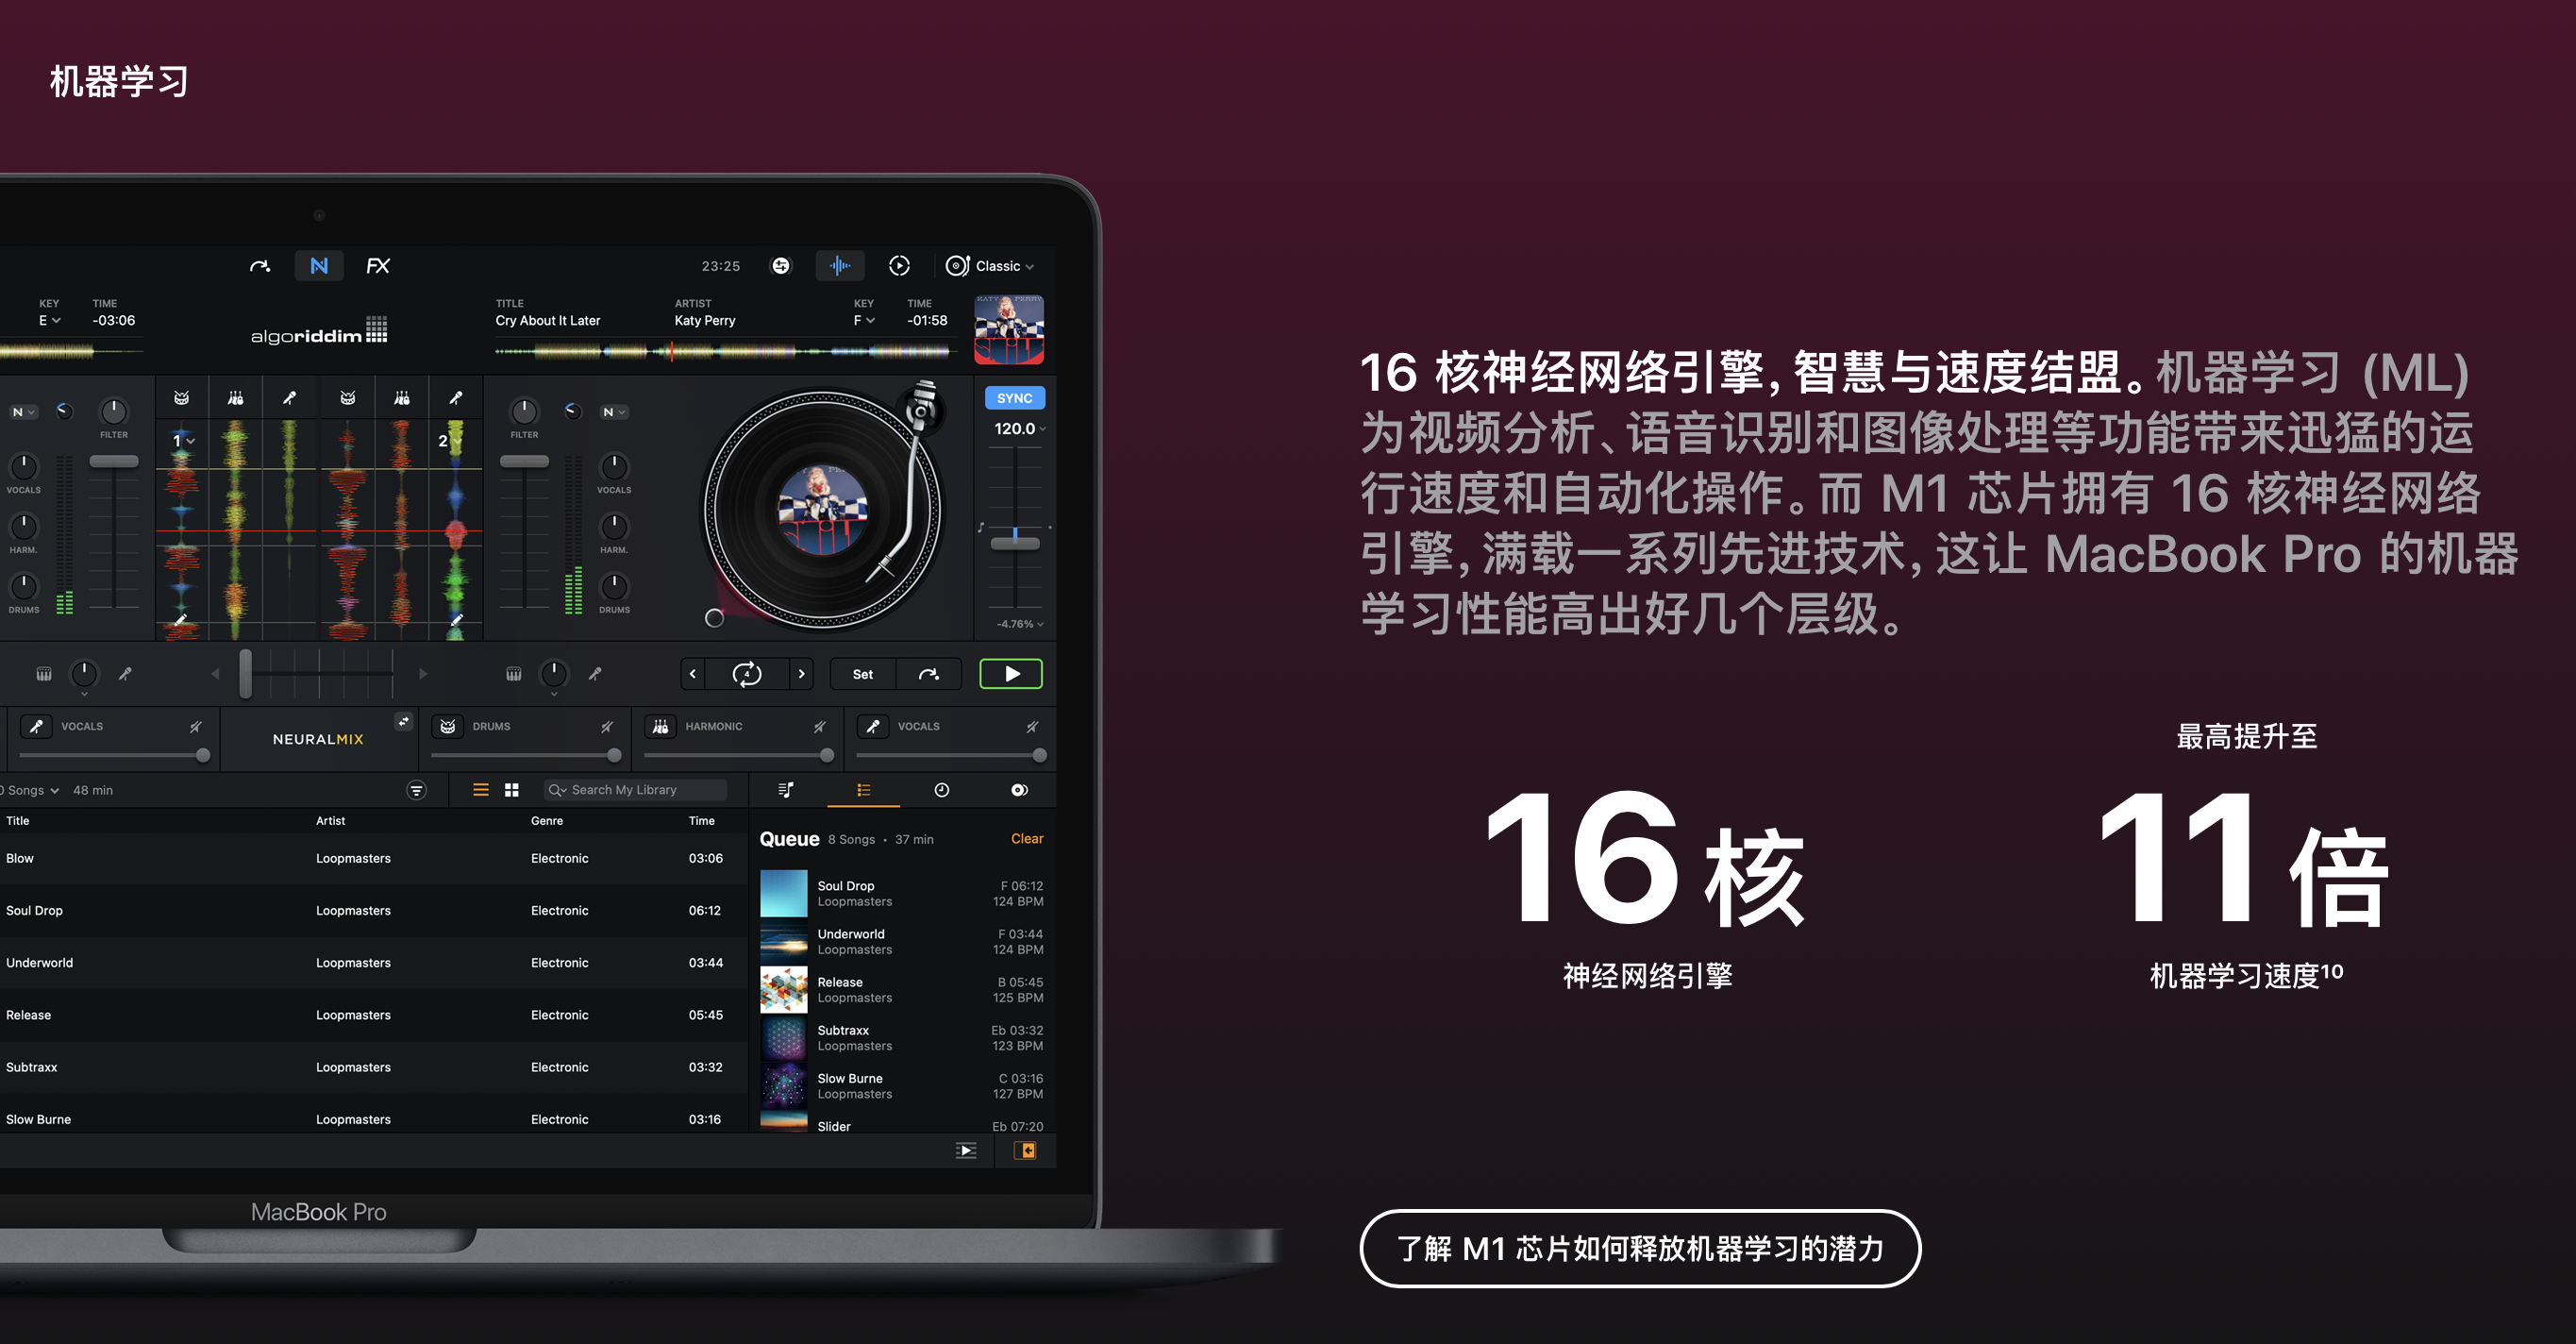 机器学习
FX
23:25
Classic
KEY
E
TIME
-03:06
algoriddim
TITLE
Cry About It Later
ARTIST
Katy Perry
KEY
F
TIME
-01:58
KATY PERRY
N
FILTER
VOCALS
HARM.
DRUMS
1
2
FILTER
N
VOCALS
HARM.
DRUMS
SYNC
120.0
-4.76%
4
Set
VOCALS
NEURALMIX
DRUMS
HARMONIC
VOCALS
Songs
48 min
Search My Library
Title Artist Genre Time
Blow Loopmasters Electronic 03:06
Soul Drop Loopmasters Electronic 06:12
Underworld Loopmasters Electronic 03:44
Release Loopmasters Electronic 05:45
Subtraxx Loopmasters Electronic 03:32
Slow Burne Loopmasters Electronic 03:16
Queue 8 Songs • 37 min Clear
Soul Drop F 06:12
Loopmasters 124 BPM
Underworld F 03:44
Loopmasters 124 BPM
Release B 05:45
Loopmasters 125 BPM
Subtraxx Eb 03:32
Loopmasters 123 BPM
Slow Burne C 03:16
Loopmasters 127 BPM
Slider Eb 07:20
MacBook Pro
16 核神经网络引擎，智慧与速度结盟。机器学习 (ML)
为视频分析、语音识别和图像处理等功能带来迅猛的运
行速度和自动化操作。而 M1 芯片拥有 16 核神经网络
引擎，满载一系列先进技术，这让 MacBook Pro 的机器
学习性能高出好几个层级。
16 核
神经网络引擎
最高提升至
11 倍
机器学习速度¹⁰
了解 M1 芯片如何释放机器学习的潜力